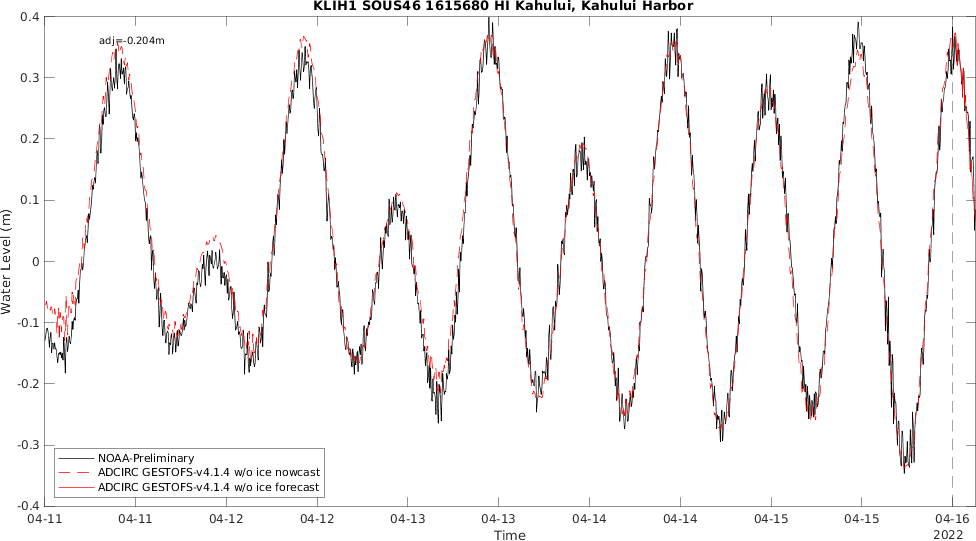 KLIH1 SOUS46 1615680 HI Kahului, Kahului Harbor
adj=-0.204m
0.4
0.3
0.2
0.1
0
-0.1
-0.2
-0.3
-0.4
Water Level (m)
NOAA-Preliminary
ADCIRC GESTOFS-v4.1.4 w/o ice nowcast
ADCIRC GESTOFS-v4.1.4 w/o ice forecast
04-11 04-11 04-12 04-12 04-13 04-13 04-14 04-14 04-15 04-15 04-16
Time
2022